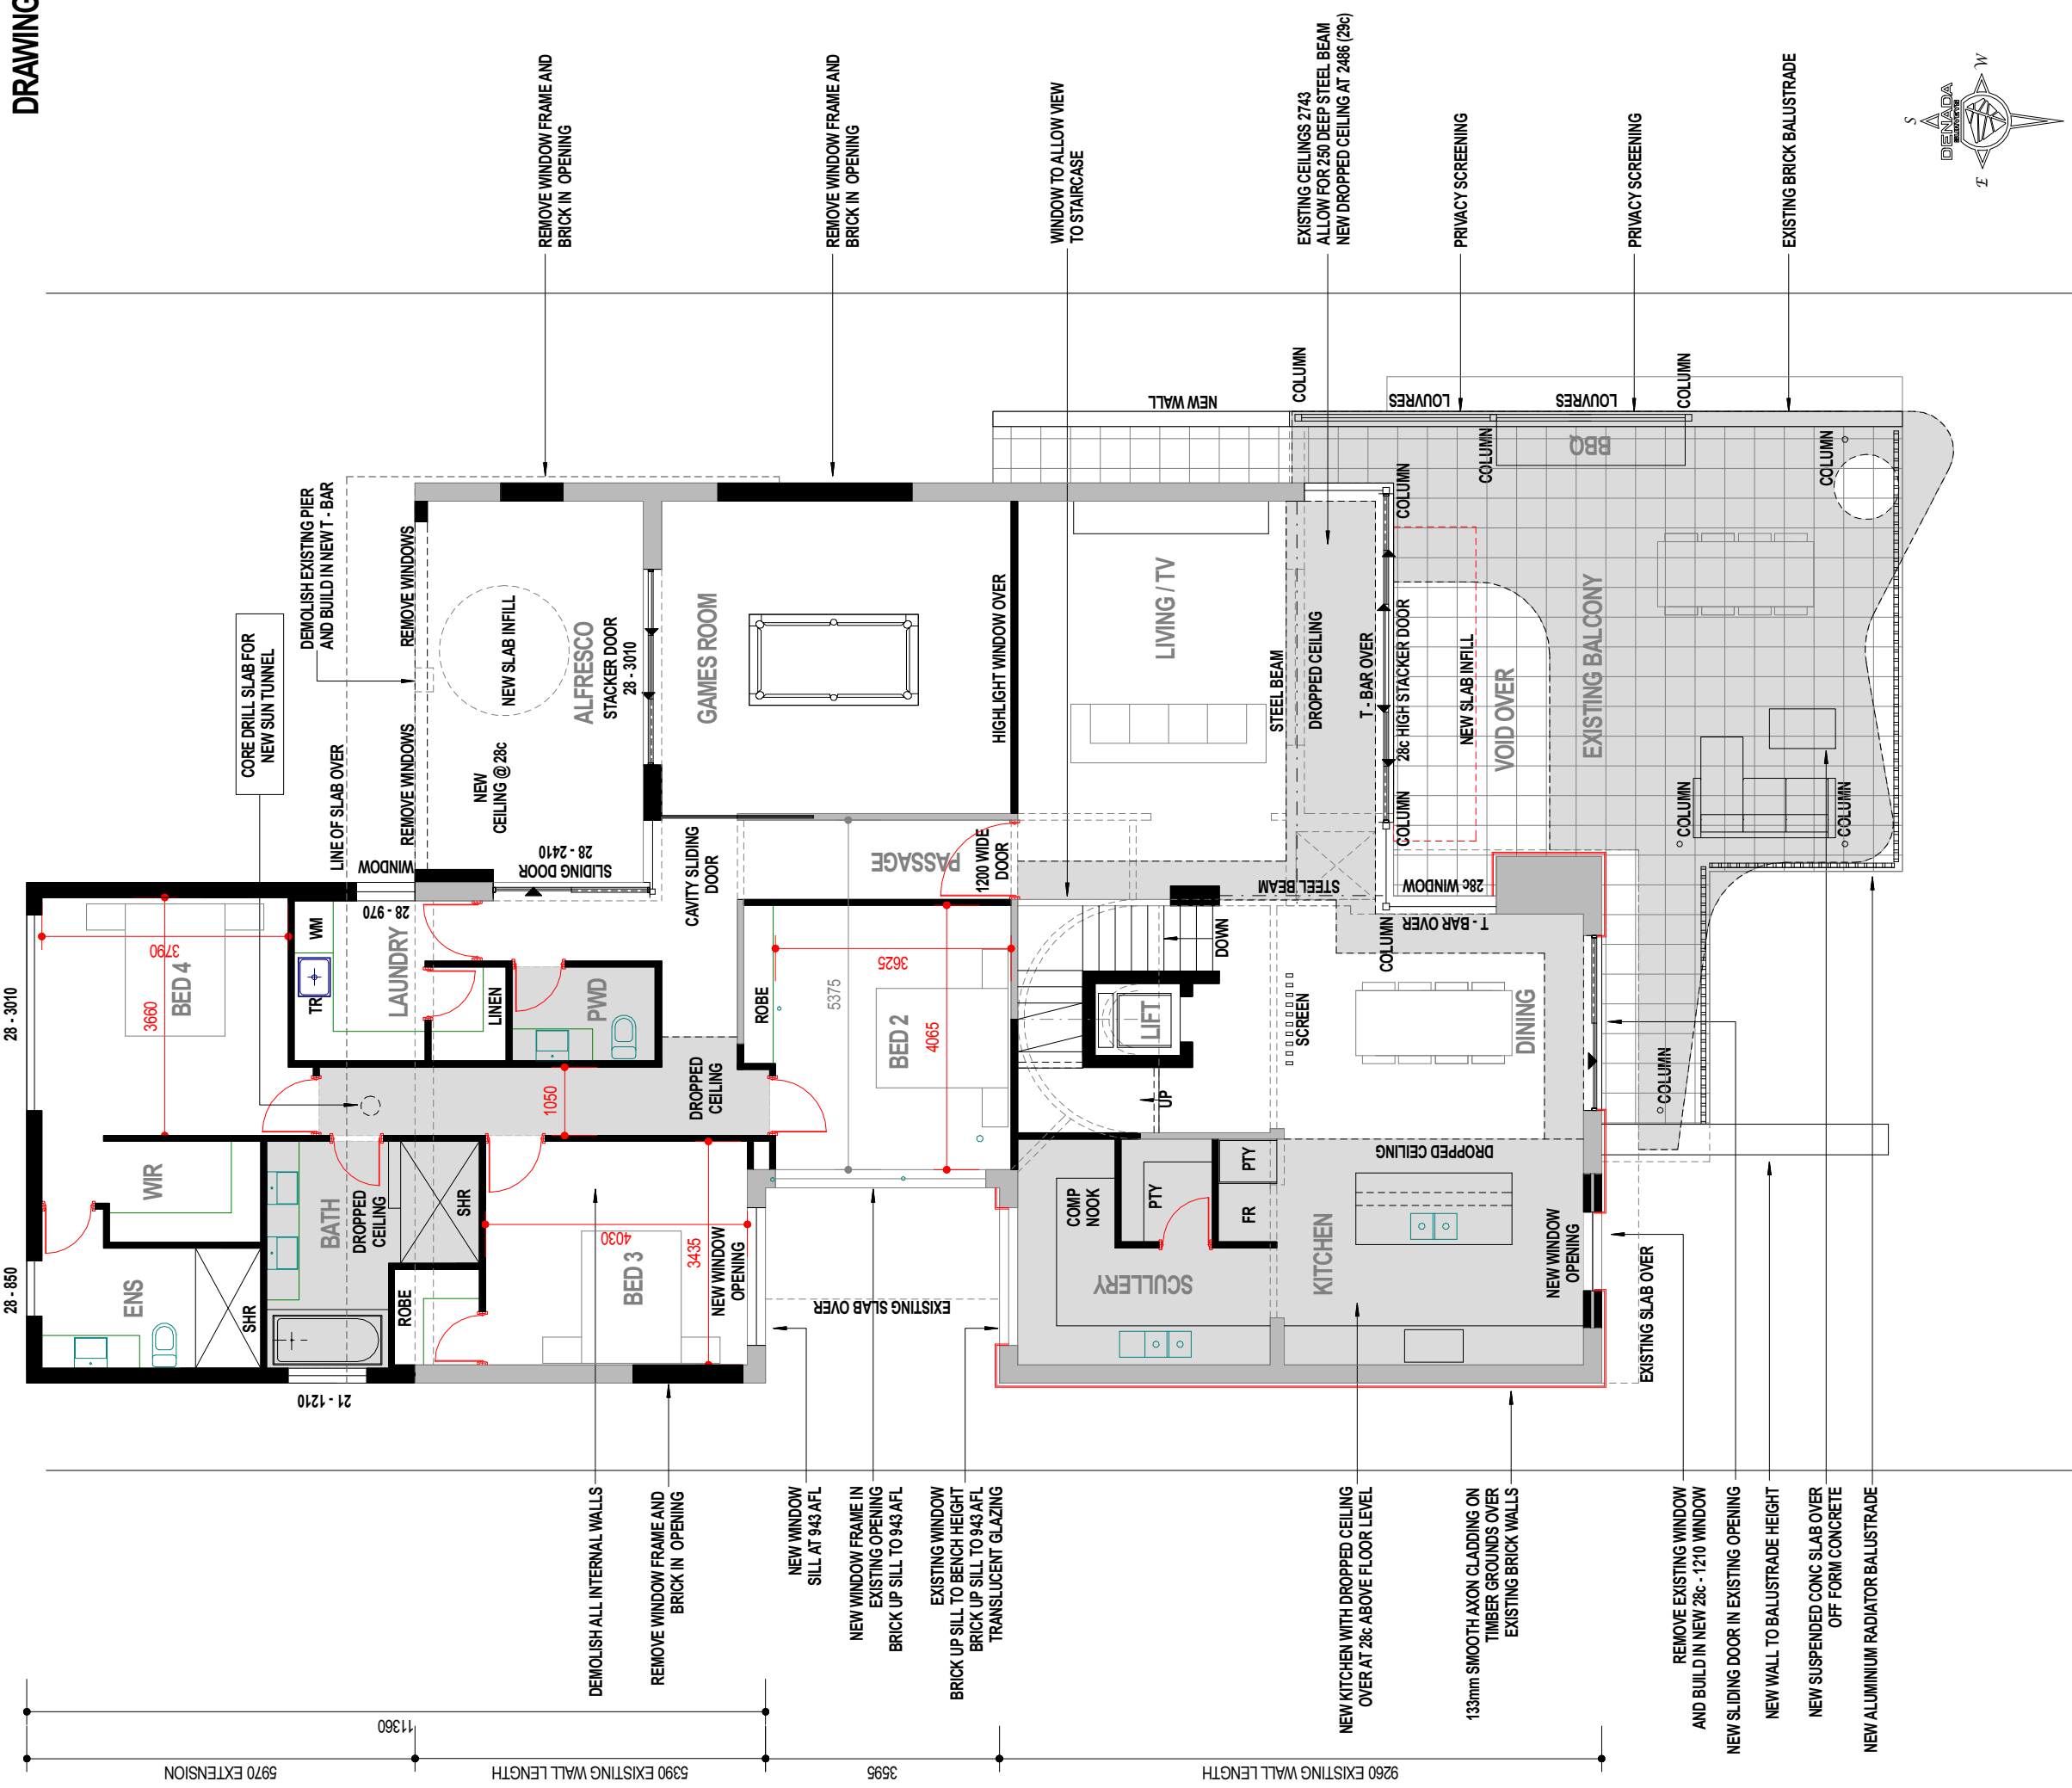 DRAWING
REMOVE WINDOW FRAME AND
BRICK IN OPENING
REMOVE WINDOW FRAME AND
BRICK IN OPENING
WINDOW TO ALLOW VIEW
TO STAIRCASE
EXISTING CEILINGS 2743
ALLOW FOR 250 DEEP STEEL BEAM
NEW DROPPED CEILING AT 2486 (29c)
PRIVACY SCREENING
PRIVACY SCREENING
EXISTING BRICK BALUSTRADE
S
E
W
DENADA
DEMOLISH EXISTING PIER
AND BUILD IN NEW T - BAR
CORE DRILL SLAB FOR
NEW SUN TUNNEL
LINE OF SLAB OVER
REMOVE WINDOWS
REMOVE WINDOWS
WINDOW
NEW SLAB INFILL
ALFRESCO
STACKER DOOR
28 - 3010
NEW
CEILING @ 28c
SLIDING DOOR
28 - 2410
GAMES ROOM
HIGHLIGHT WINDOW OVER
CAVITY SLIDING
DOOR
PASSAGE
1200 WIDE
DOOR
NEW WALL
LIVING / TV
STEEL BEAM
DROPPED CEILING
T - BAR OVER
28c HIGH STACKER DOOR
NEW SLAB INFILL
VOID OVER
EXISTING BALCONY
COLUMN
LOUVRES
LOUVRES
COLUMN
COLUMN
COLUMN
BBQ
COLUMN
COLUMN
COLUMN
COLUMN
COLUMN
COLUMN
STEEL BEAM
28c WINDOW
T - BAR OVER
28 - 3010
28 - 850
3790
3660
BED 4
WM
TR
28 - 970
LAUNDRY
LINEN
PWD
WIR
ENS
SHR
BATH
DROPPED
CEILING
SHR
21 - 1210
ROBE
1050
DROPPED
CEILING
BED 3
4030
3435
NEW WINDOW
OPENING
ROBE
5375
3625
BED 2
4065
EXISTING SLAB OVER
DOWN
LIFT
UP
SCREEN
DINING
COMP
NOOK
PTY
PTY
FR
SCULLERY
KITCHEN
DROPPED CEILING
NEW WINDOW
OPENING
EXISTING SLAB OVER
DEMOLISH ALL INTERNAL WALLS
REMOVE WINDOW FRAME AND
BRICK IN OPENING
NEW WINDOW
SILL AT 943 AFL
NEW WINDOW FRAME IN
EXISTING OPENING
BRICK UP SILL TO 943 AFL
EXISTING WINDOW
BRICK UP SILL TO BENCH HEIGHT
BRICK UP SILL TO 943 AFL
TRANSLUCENT GLAZING
NEW KITCHEN WITH DROPPED CEILING
OVER AT 28c ABOVE FLOOR LEVEL
133mm SMOOTH AXON CLADDING ON
TIMBER GROUNDS OVER
EXISTING BRICK WALLS
REMOVE EXISTING WINDOW
AND BUILD IN NEW 28c - 1210 WINDOW
NEW SLIDING DOOR IN EXISTING OPENING
NEW WALL TO BALUSTRADE HEIGHT
NEW SUSPENDED CONC SLAB OVER
OFF FORM CONCRETE
NEW ALUMINIUM RADIATOR BALUSTRADE
11360
5970 EXTENSION
5390 EXISTING WALL LENGTH
3595
9260 EXISTING WALL LENGTH